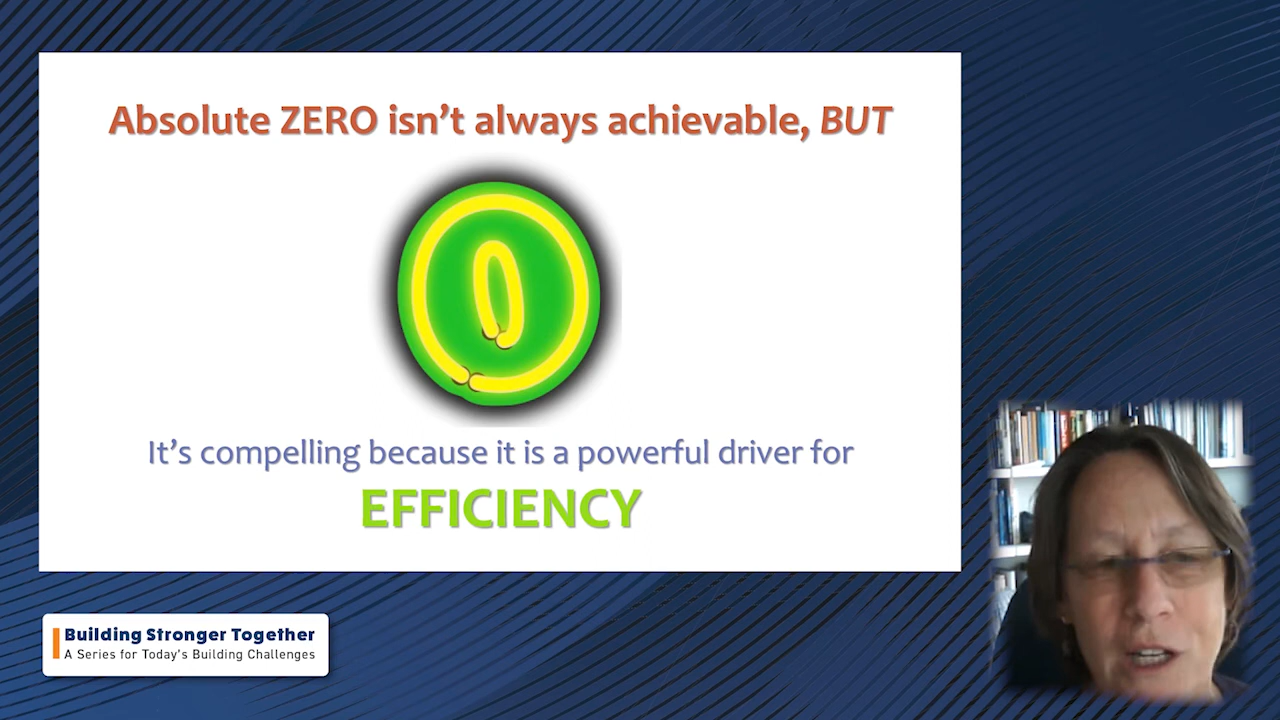 Absolute ZERO isn’t always achievable, BUT
0
It’s compelling because it is a powerful driver for
EFFICIENCY
Building Stronger Together
A Series for Today's Building Challenges